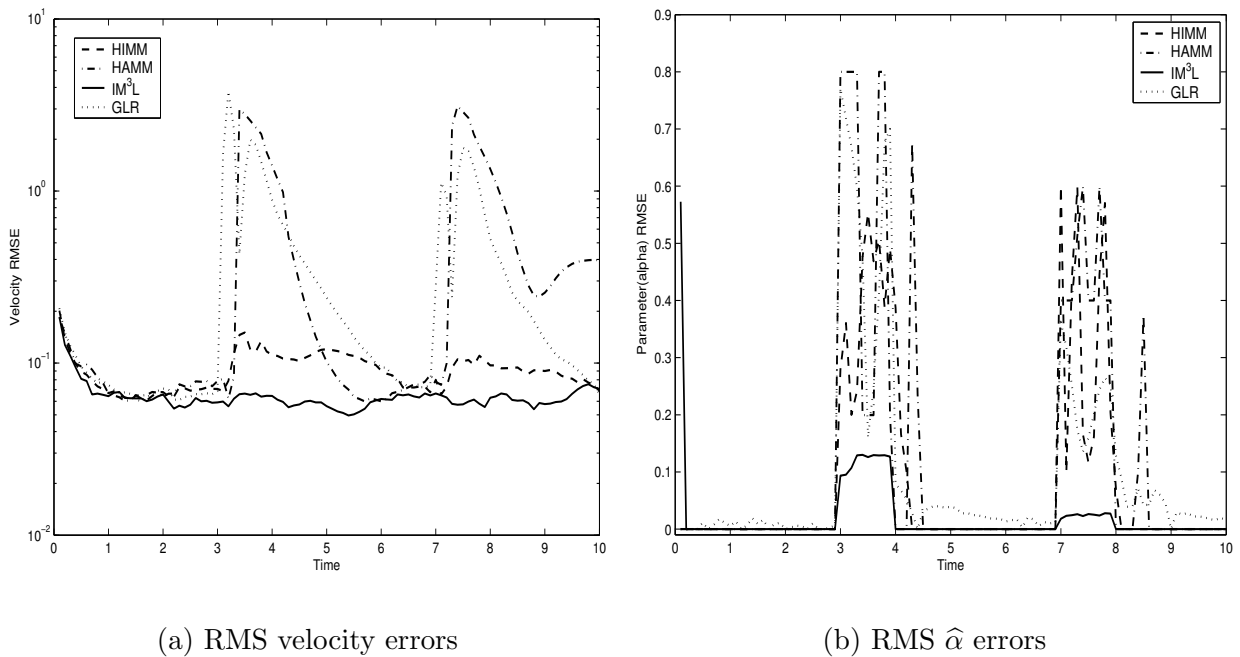 10^1
10^0
10^-1
10^-2
Velocity RMSE
HIMM
HAMM
IM^3L
GLR
0 1 2 3 4 5 6 7 8 9 10
Time
(a) RMS velocity errors
0.9
0.8
0.7
0.6
0.5
0.4
0.3
0.2
0.1
0
Parameter(alpha) RMSE
HIMM
HAMM
IM^3L
GLR
0 1 2 3 4 5 6 7 8 9 10
Time
(b) RMS α̂ errors